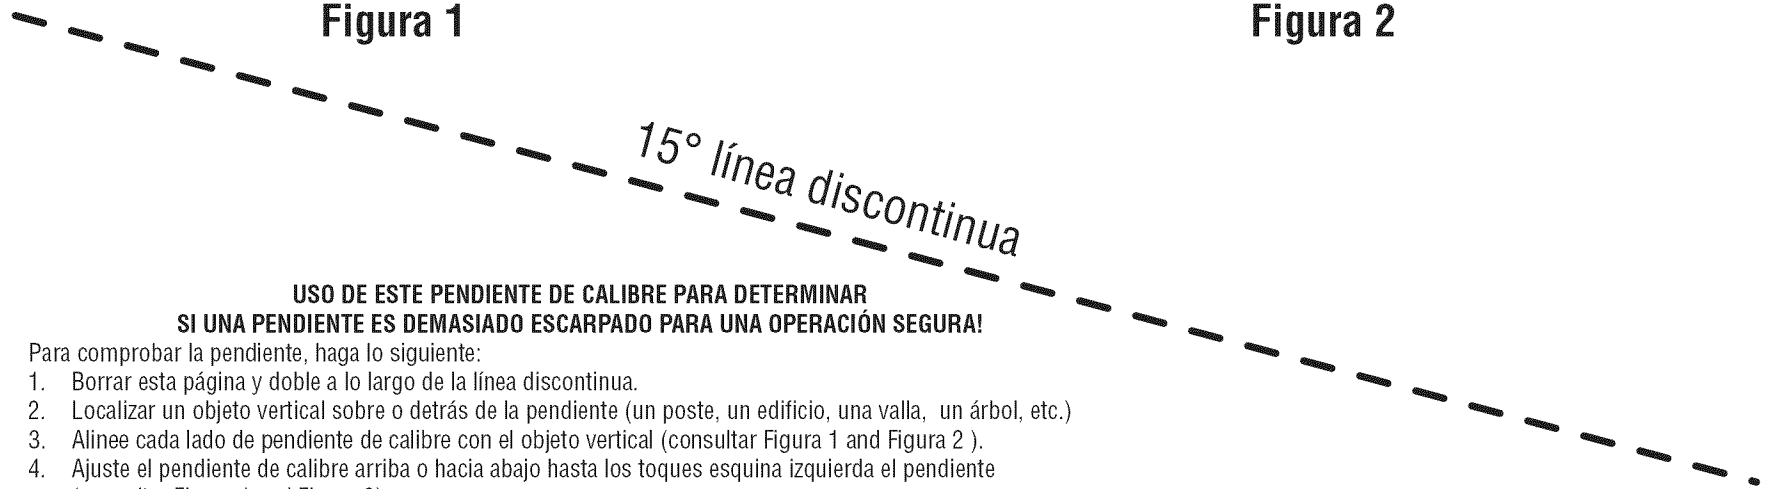 Figura 1
Figura 2
15° línea discontinua
USO DE ESTE PENDIENTE DE CALIBRE PARA DETERMINAR
SI UNA PENDIENTE ES DEMASIADO ESCARPADO PARA UNA OPERACIÓN SEGURA!
Para comprobar la pendiente, haga lo siguiente:
1. Borrar esta página y doble a lo largo de la línea discontinua.
2. Localizar un objeto vertical sobre o detrás de la pendiente (un poste, un edificio, una valla, un árbol, etc.)
3. Alinee cada lado de pendiente de calibre con el objeto vertical (consultar Figura 1 and Figura 2 ).
4. Ajuste el pendiente de calibre arriba o hacia abajo hasta los toques esquina izquierda el pendiente